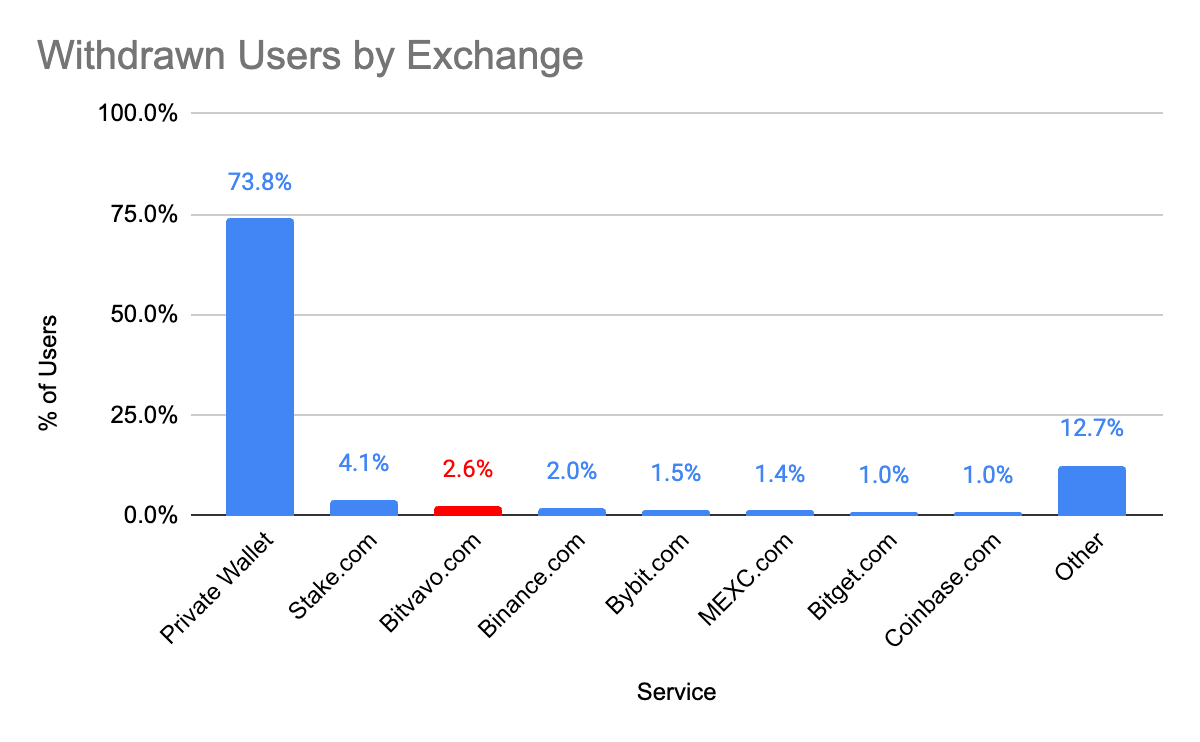 Withdrawn Users by Exchange
% of Users
100.0%
75.0%
50.0%
25.0%
0.0%
73.8%
4.1%
2.6%
2.0%
1.5%
1.4%
1.0%
1.0%
12.7%
Private Wallet
Stake.com
Bitvavo.com
Binance.com
Bybit.com
MEXC.com
Bitget.com
Coinbase.com
Other
Service